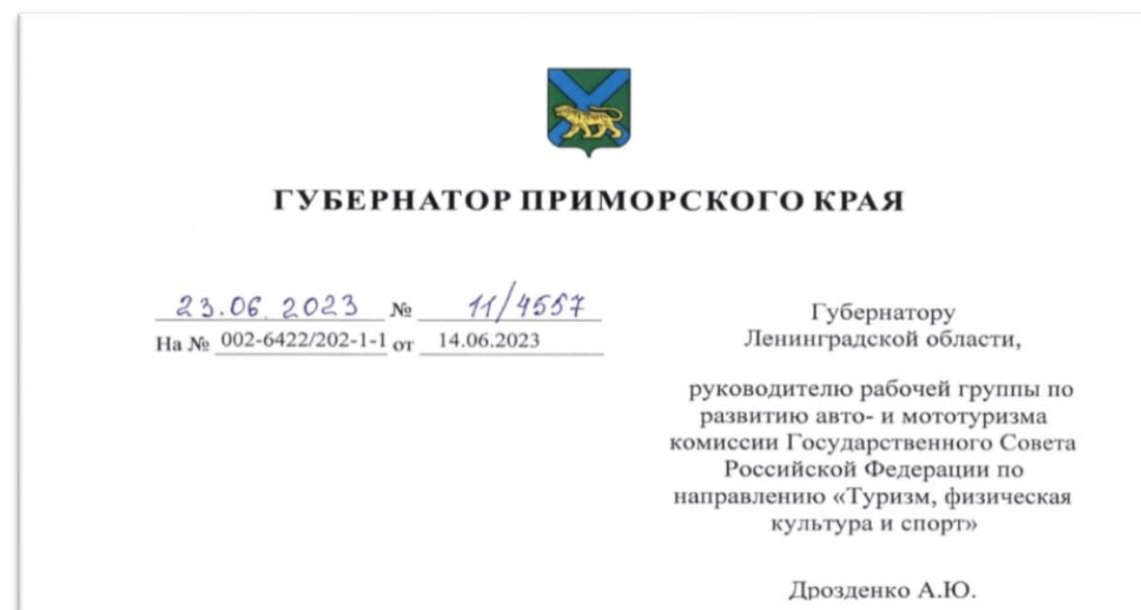 ГУБЕРНАТОР ПРИМОРСКОГО КРАЯ
23.06.2023 № 11/4557
На № 002-6422/202-1-1 от 14.06.2023
Губернатору
Ленинградской области,
руководителю рабочей группы по
развитию авто- и мототуризма
комиссии Государственного Совета
Российской Федерации по
направлению «Туризм, физическая
культура и спорт»
Дрозденко А.Ю.